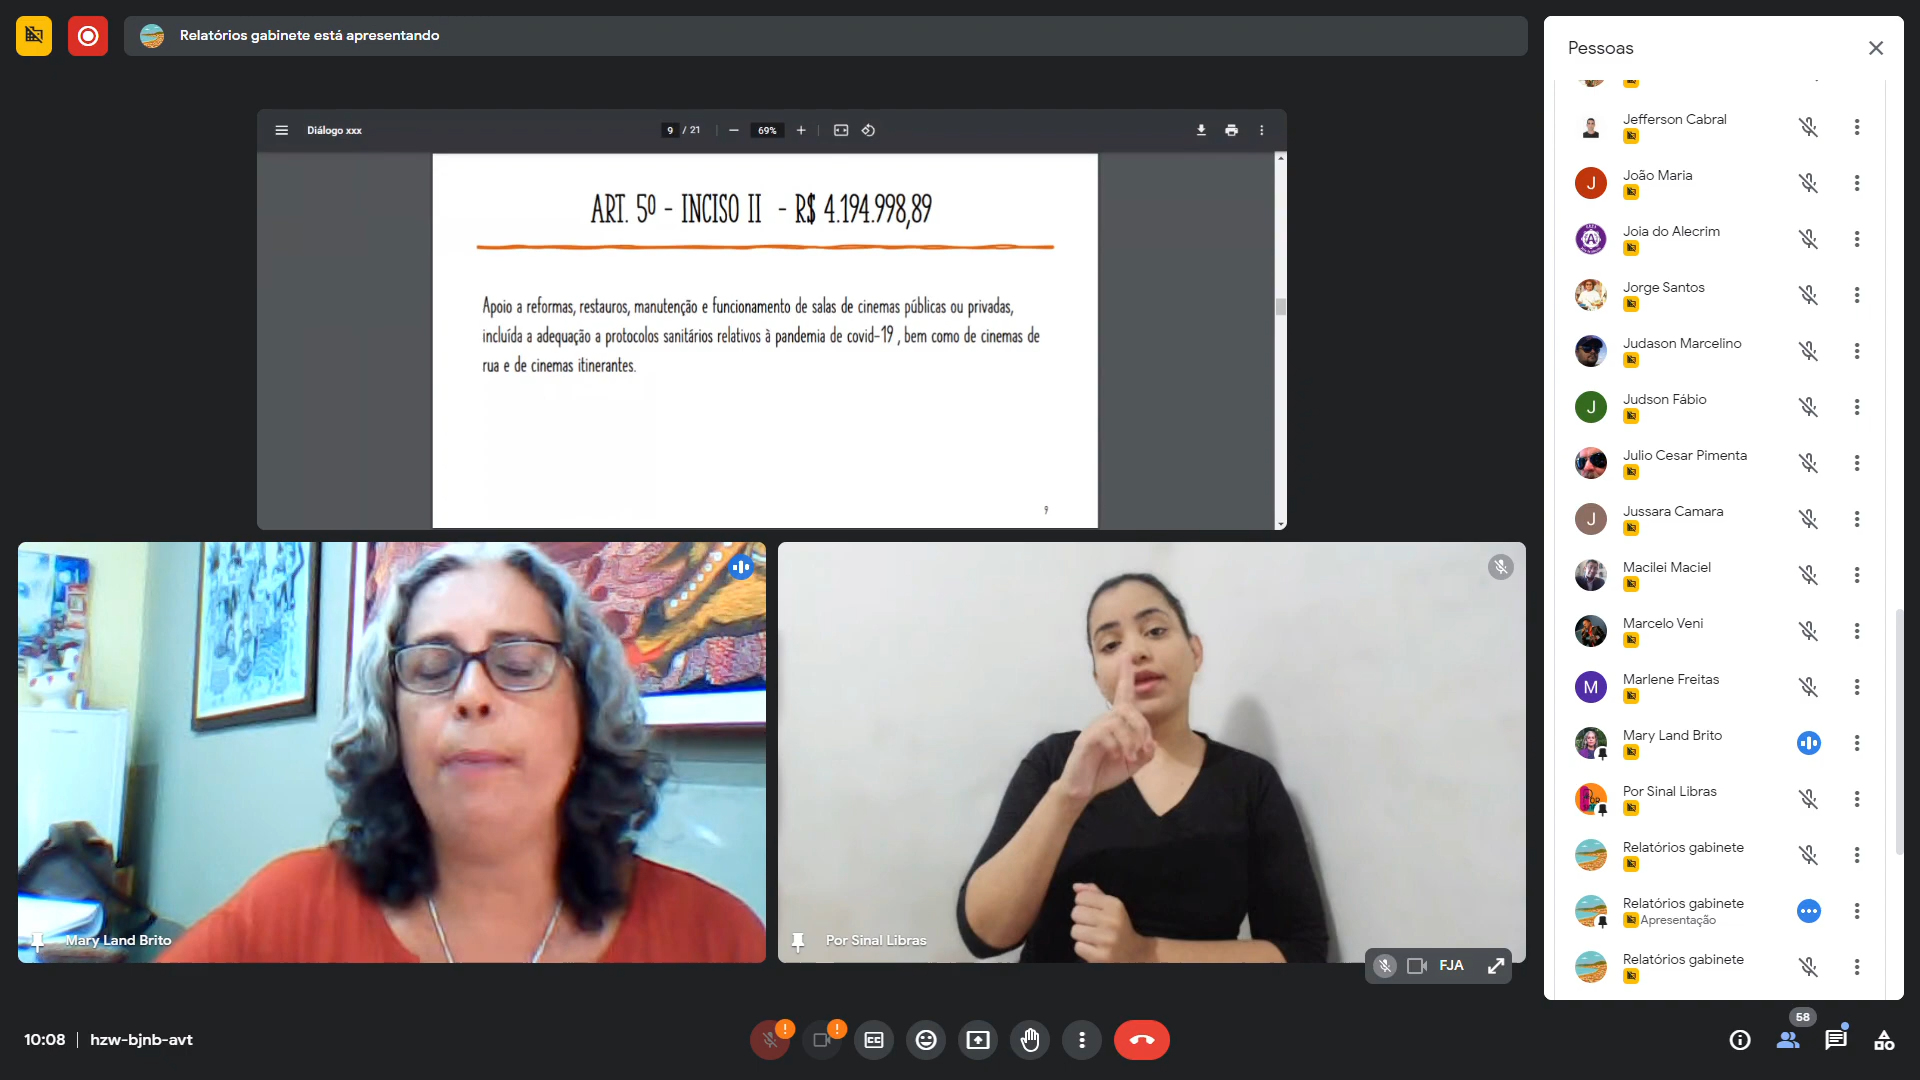 Relatórios gabinete está apresentando
Diálogo xxx
9 / 21
69%
ART. 5º - INCISO II - R$ 4.194.998,89
Apoio a reformas, restauros, manutenção e funcionamento de salas de cinemas públicas ou privadas,
incluída a adequação a protocolos sanitários relativos à pandemia de covid-19 , bem como de cinemas de
rua e de cinemas itinerantes.
9
Mary Land Brito
Por Sinal Libras
FJA
10:08
hzw-bjnb-avt
Pessoas
Jefferson Cabral
J
João Maria
Joia do Alecrim
Jorge Santos
Judason Marcelino
J
Judson Fábio
Julio Cesar Pimenta
J
Jussara Camara
Macilei Maciel
Marcelo Veni
M
Marlene Freitas
Mary Land Brito
Por Sinal Libras
Relatórios gabinete
Relatórios gabinete
Apresentação
Relatórios gabinete
58